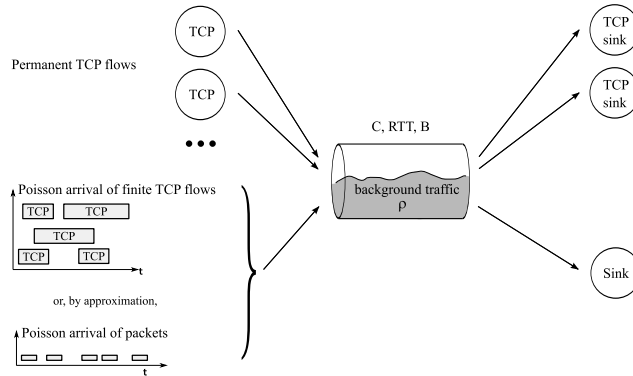 TCP
TCP
sink
Permanent TCP flows
TCP
TCP
sink
•••
C, RTT, B
Poisson arrival of finite TCP flows
background traffic
ρ
TCP
TCP
TCP
TCP
TCP
t
Sink
or, by approximation,
Poisson arrival of packets
t